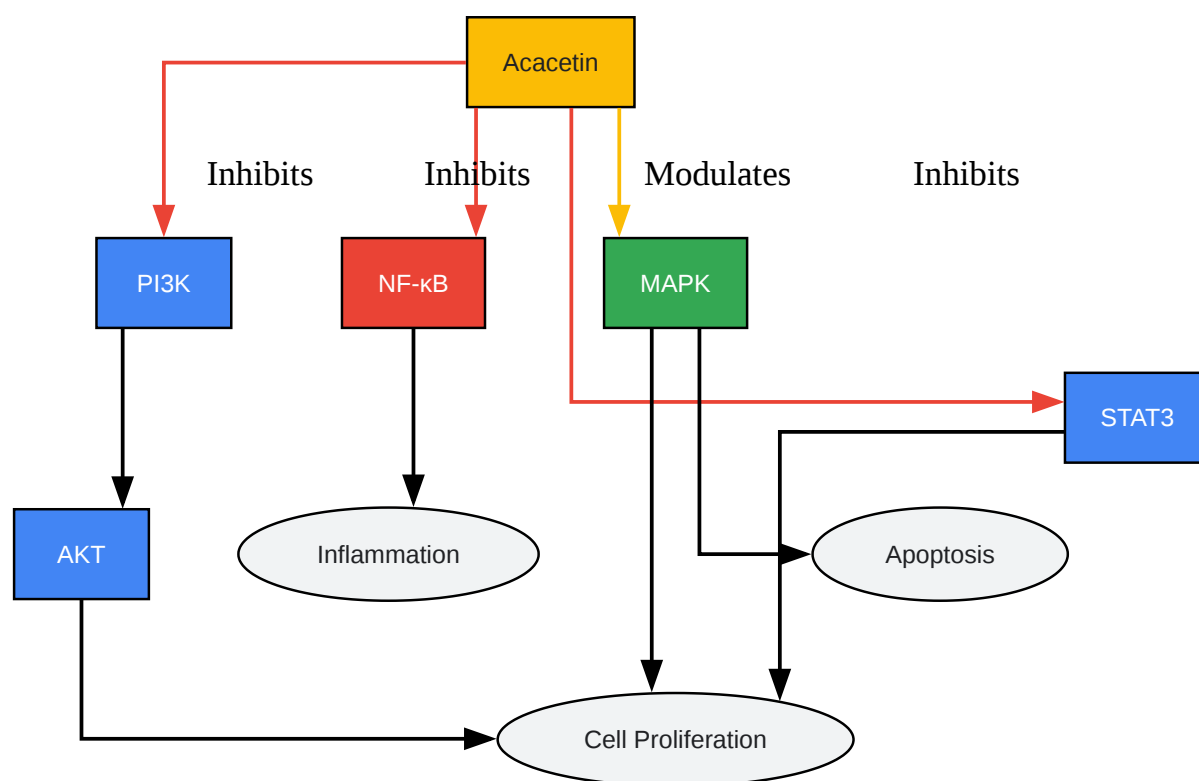 Acacetin
Inhibits
Inhibits
Modulates
Inhibits
PI3K
NF-κB
MAPK
STAT3
AKT
Inflammation
Apoptosis
Cell Proliferation